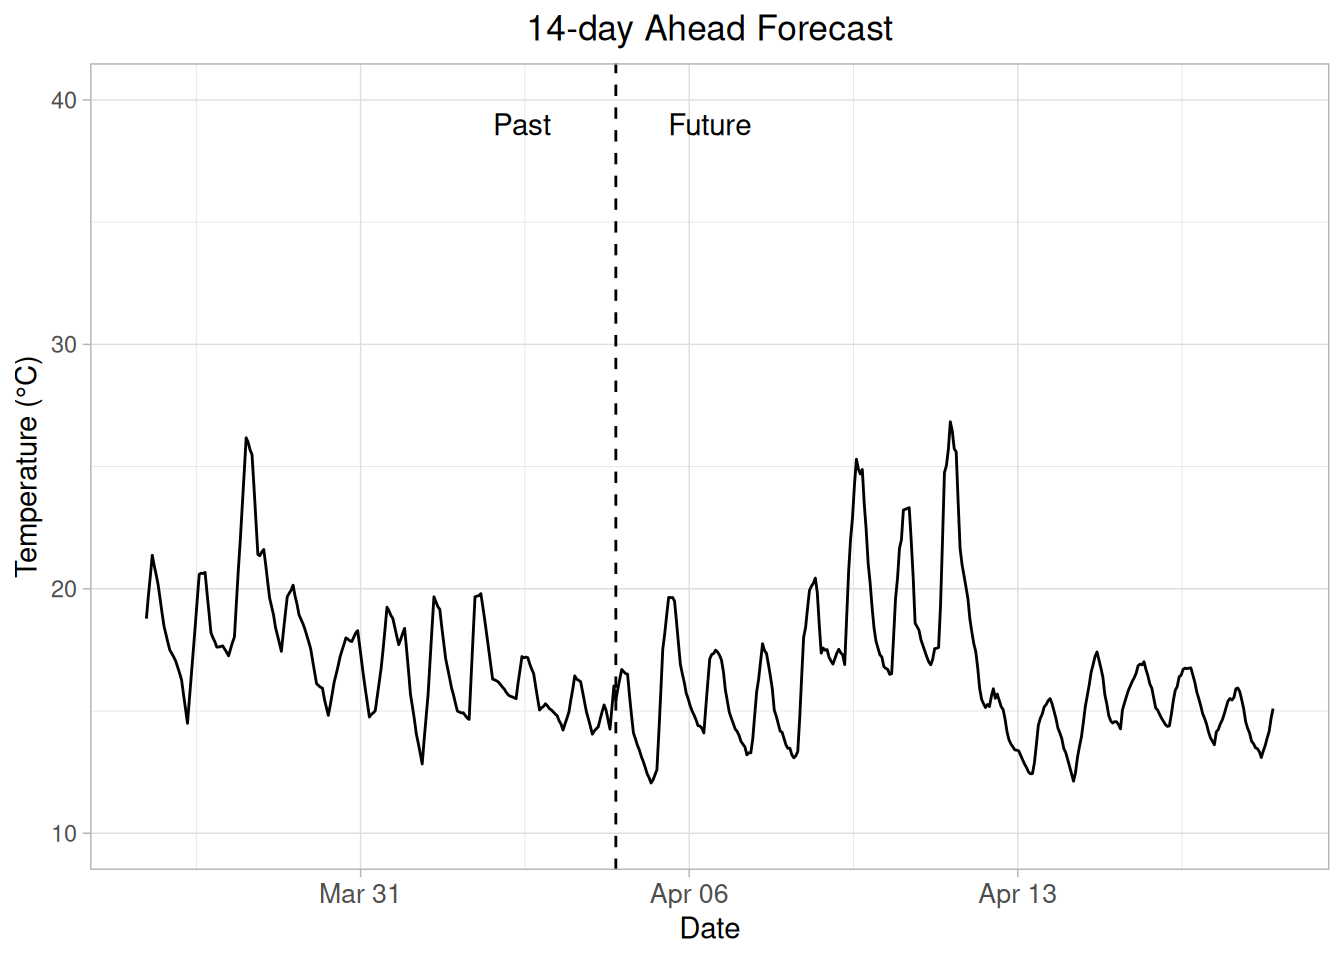 14-day Ahead Forecast
Past
Future
40
30
20
10
Temperature (°C)
Mar 31
Apr 06
Apr 13
Date